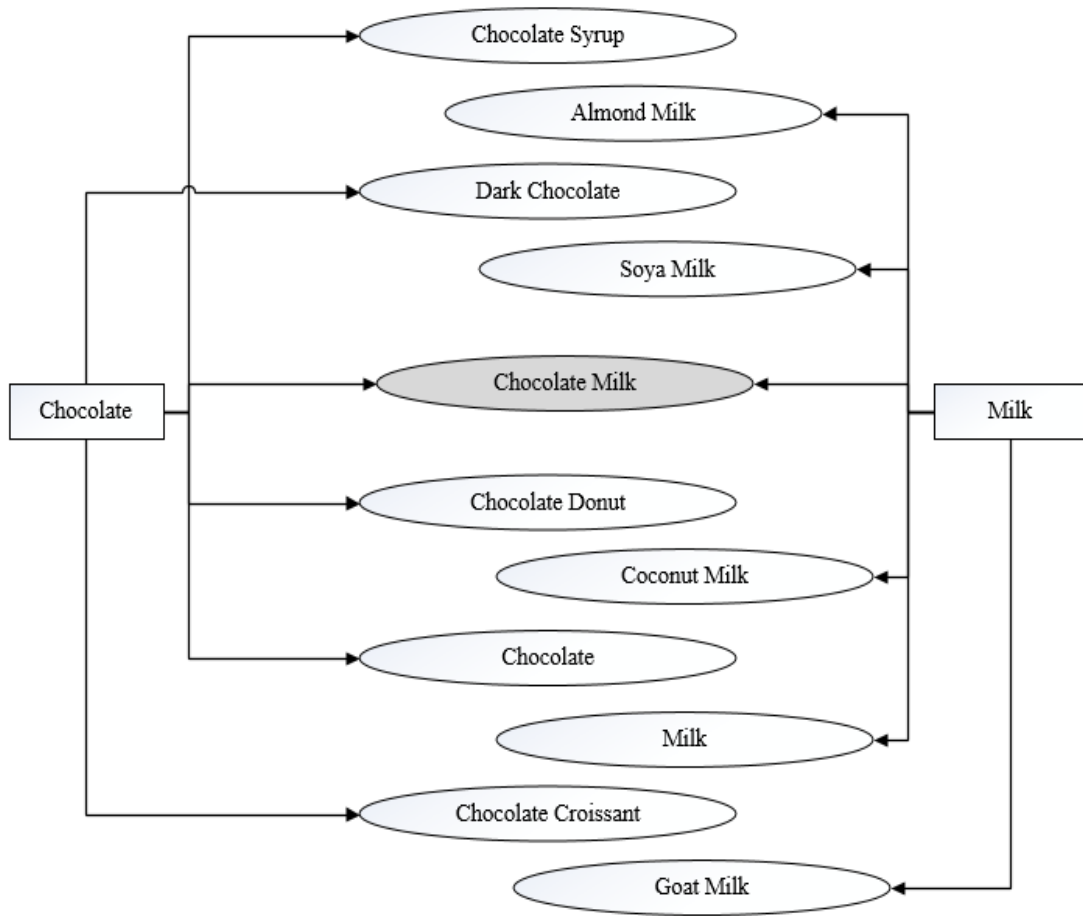 Chocolate Syrup
Almond Milk
Dark Chocolate
Soya Milk
Chocolate Milk
Chocolate
Milk
Chocolate Donut
Coconut Milk
Chocolate
Milk
Chocolate Croissant
Goat Milk